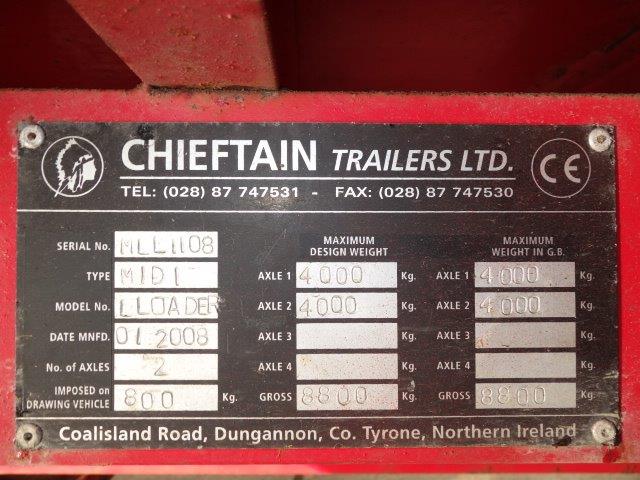 CHIEFTAIN TRAILERS LTD. CE
TEL: (028) 87 747531 - FAX: (028) 87 747530
MAXIMUM DESIGN WEIGHT MAXIMUM WEIGHT IN G.B.
SERIAL No. MLL1108 AXLE 1 4000 Kg. AXLE 1 4000 Kg.
TYPE MIDI AXLE 2 4000 Kg. AXLE 2 4000 Kg.
MODEL No. LLOADER AXLE 3 Kg. AXLE 3 Kg.
DATE MNFD. 01 2008 AXLE 4 Kg. AXLE 4 Kg.
No. of AXLES 2
IMPOSED on DRAWING VEHICLE 800 Kg. GROSS 8800 Kg. GROSS 8800 Kg.
Coalisland Road, Dungannon, Co. Tyrone, Northern Ireland